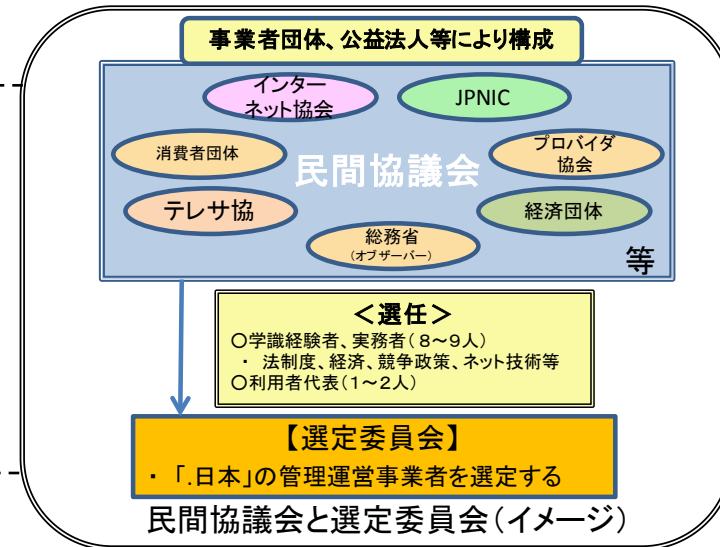 事業者団体、公益法人等により構成
インター
ネット協会
JPNIC
消費者団体
プロバイダ
協会
民間協議会
テレサ協
経済団体
総務省
(オブザーバー)
等
＜選任＞
○学識経験者、実務者(8～9人)
・ 法制度、経済、競争政策、ネット技術等
○利用者代表(1～2人)
【選定委員会】
・ 「.日本」の管理運営事業者を選定する
民間協議会と選定委員会(イメージ)